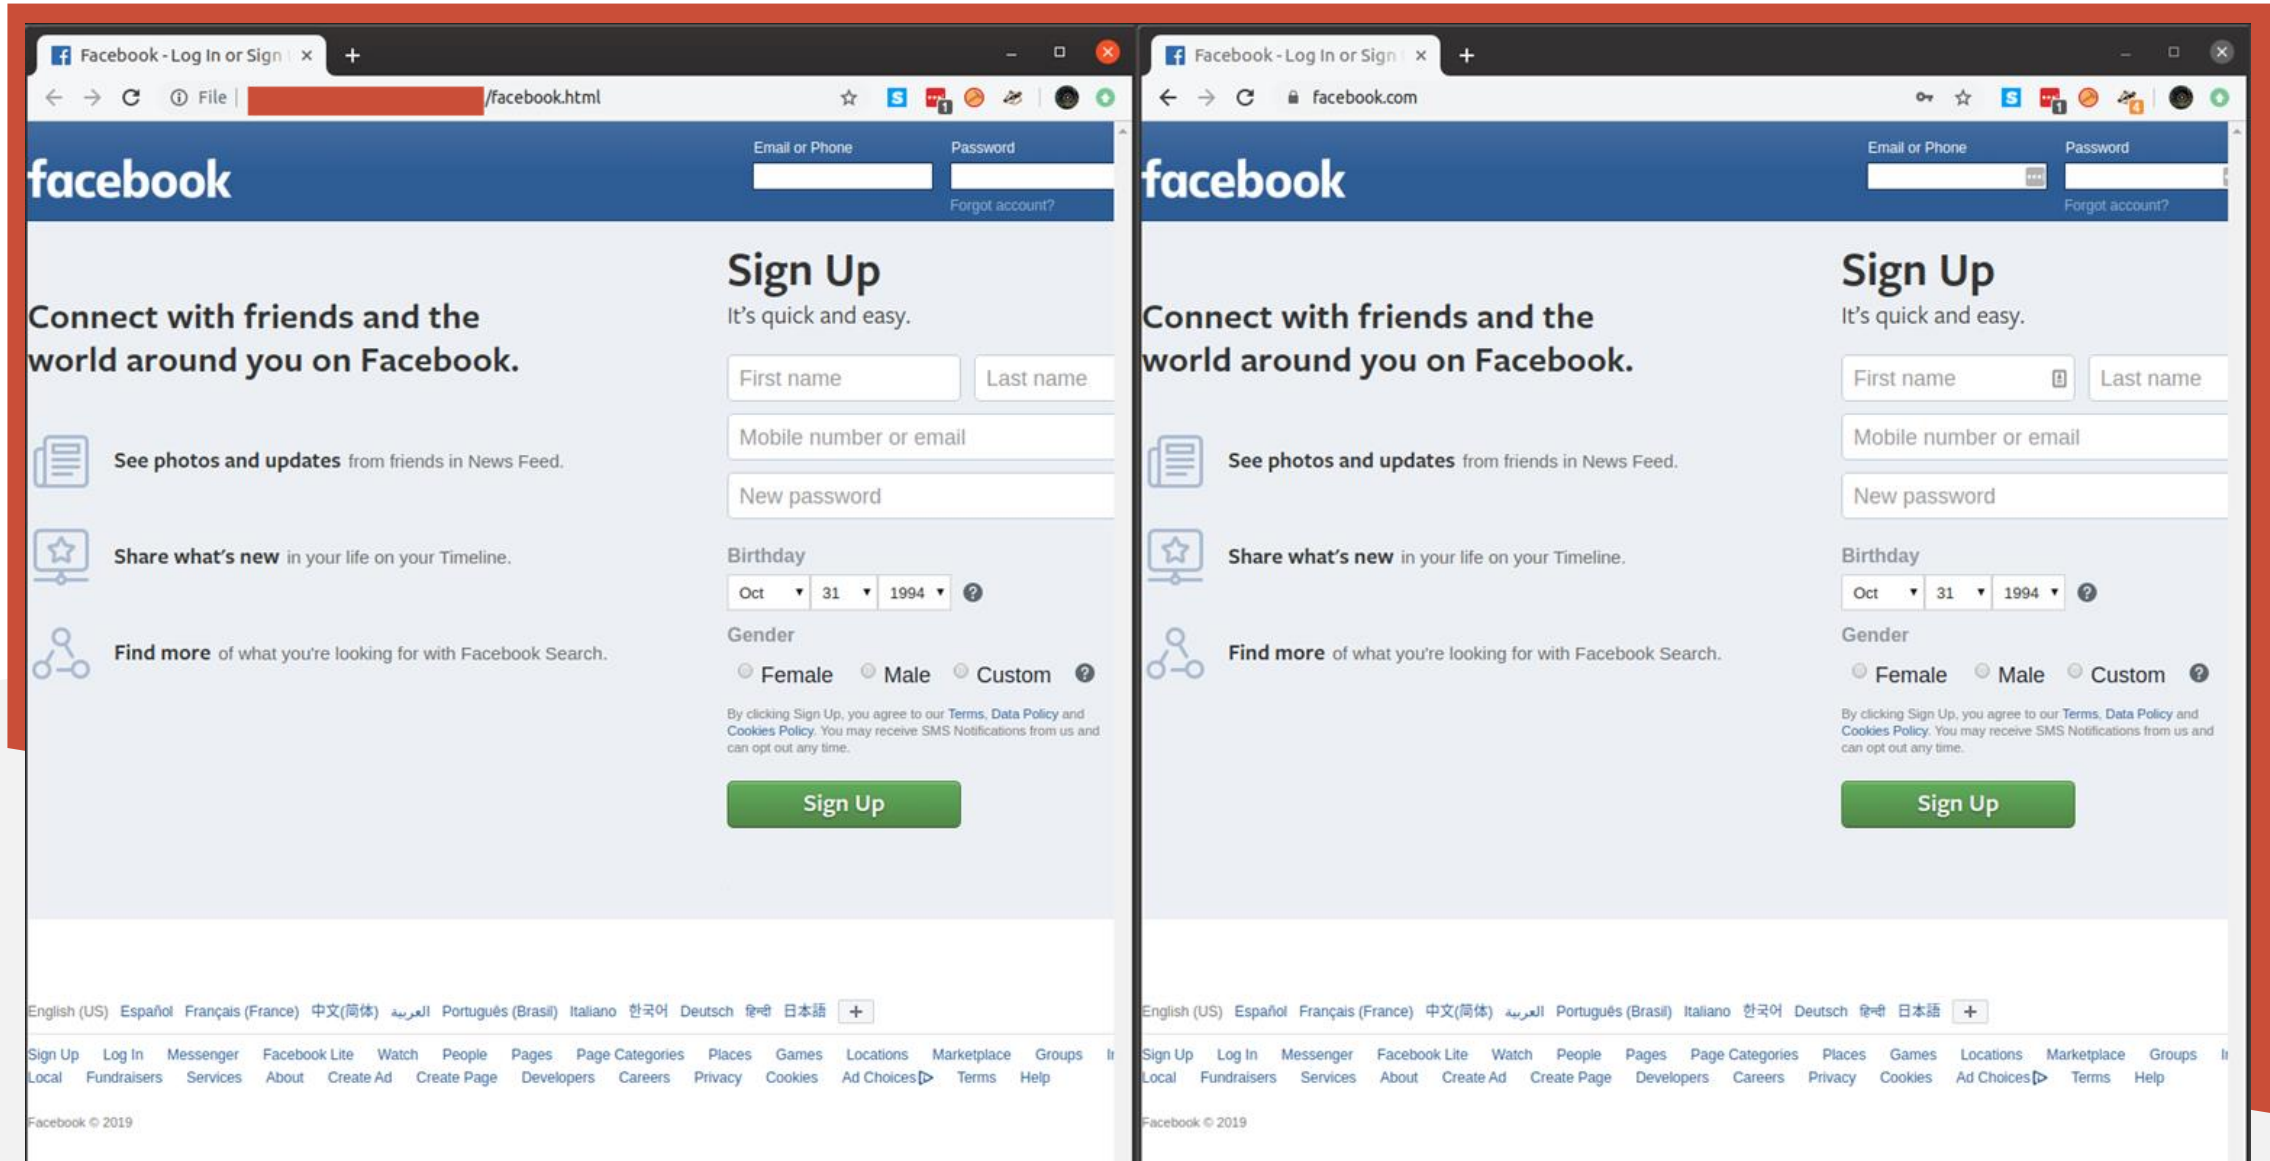 Facebook - Log In or Sign
File | /facebook.html
S
1
facebook
Email or Phone
Password
Forgot account?
Sign Up
It's quick and easy.
Connect with friends and the
world around you on Facebook.
First name
Last name
Mobile number or email
New password
See photos and updates from friends in News Feed.
Share what's new in your life on your Timeline.
Find more of what you're looking for with Facebook Search.
Birthday
Oct 31 1994 ?
Gender
Female Male Custom ?
By clicking Sign Up, you agree to our Terms, Data Policy and
Cookies Policy. You may receive SMS Notifications from us and
can opt out any time.
Sign Up
English (US) Español Français (France) 中文(简体) العربية Português (Brasil) Italiano 한국어 Deutsch हिन्दी 日本語 +
Sign Up Log In Messenger Facebook Lite Watch People Pages Page Categories Places Games Locations Marketplace Groups
Local Fundraisers Services About Create Ad Create Page Developers Careers Privacy Cookies Ad Choices Terms Help
Facebook © 2019
Facebook - Log In or Sign
facebook.com
S
1
4
facebook
Email or Phone
Password
Forgot account?
Sign Up
It's quick and easy.
Connect with friends and the
world around you on Facebook.
First name
Last name
Mobile number or email
New password
See photos and updates from friends in News Feed.
Share what's new in your life on your Timeline.
Find more of what you're looking for with Facebook Search.
Birthday
Oct 31 1994 ?
Gender
Female Male Custom ?
By clicking Sign Up, you agree to our Terms, Data Policy and
Cookies Policy. You may receive SMS Notifications from us and
can opt out any time.
Sign Up
English (US) Español Français (France) 中文(简体) العربية Português (Brasil) Italiano 한국어 Deutsch हिन्दी 日本語 +
Sign Up Log In Messenger Facebook Lite Watch People Pages Page Categories Places Games Locations Marketplace Groups
Local Fundraisers Services About Create Ad Create Page Developers Careers Privacy Cookies Ad Choices Terms Help
Facebook © 2019